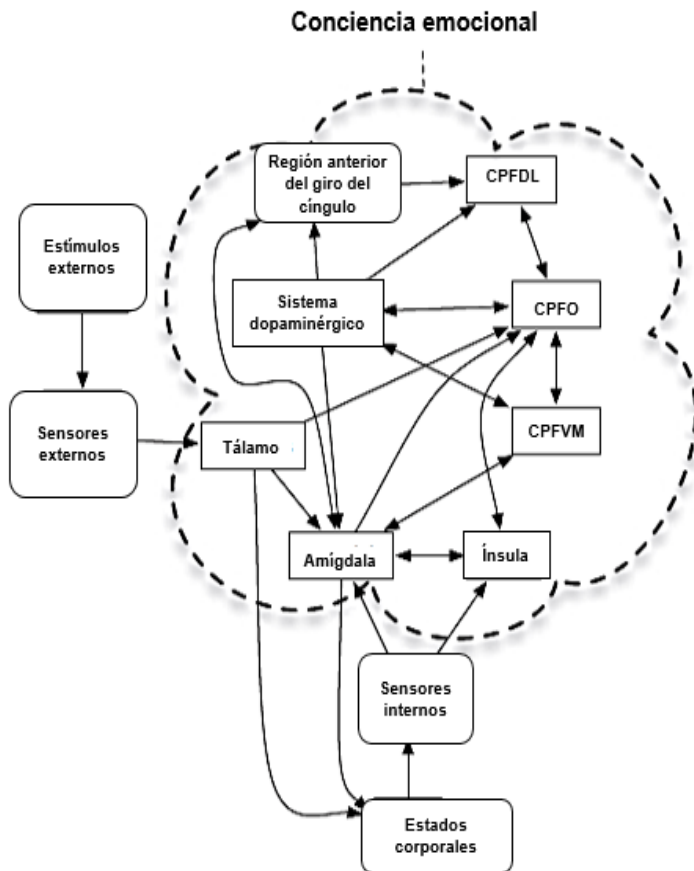 Conciencia emocional
Región anterior
del giro del
cíngulo
CPFDL
Estímulos
externos
Sistema
dopaminérgico
CPFO
Sensores
externos
Tálamo
CPFVM
Amígdala
Ínsula
Sensores
internos
Estados
corporales